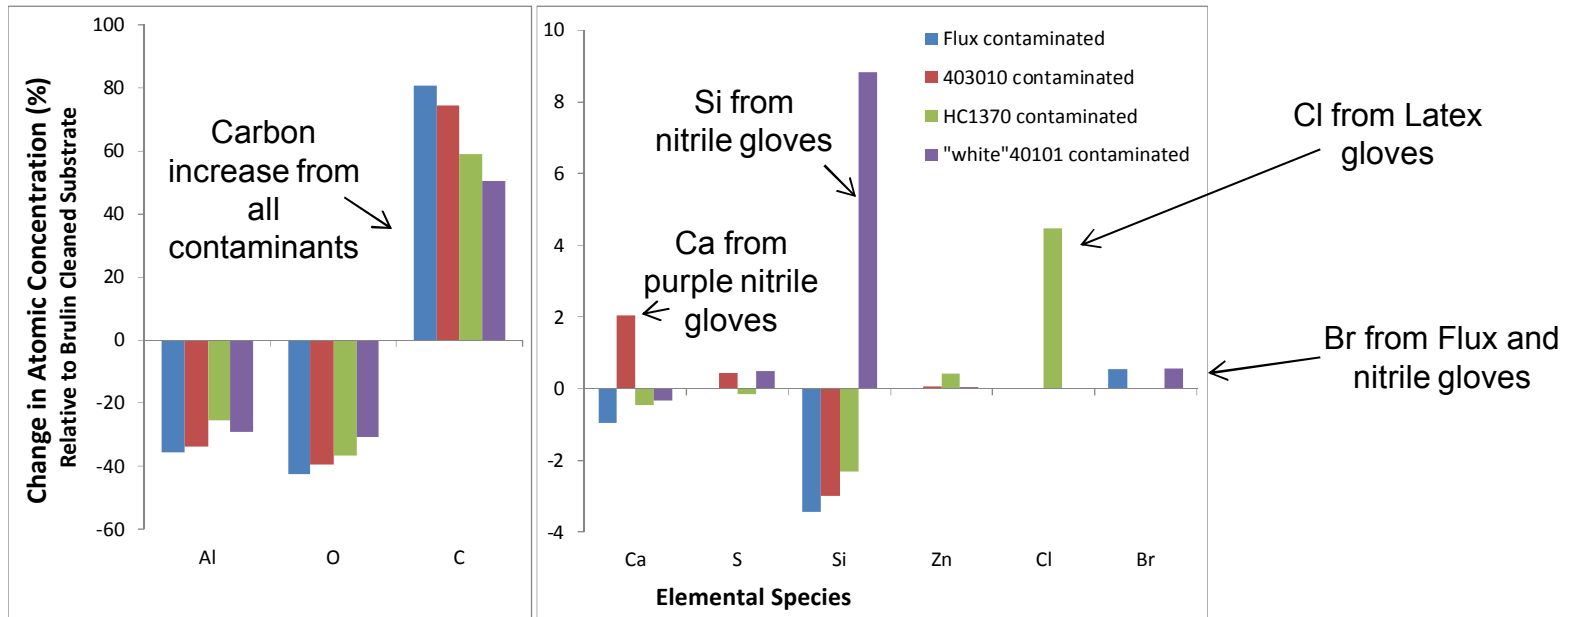 Change in Atomic Concentration (%)
Relative to Brulin Cleaned Substrate
100
80
60
40
20
0
-20
-40
-60
Carbon
increase from
all
contaminants
Al
O
C
10
8
6
4
2
0
-2
-4
Flux contaminated
403010 contaminated
HC1370 contaminated
"white"40101 contaminated
Si from
nitrile gloves
Ca from
purple nitrile
gloves
Ca
S
Si
Zn
Cl
Br
Elemental Species
Cl from Latex
gloves
Br from Flux and
nitrile gloves